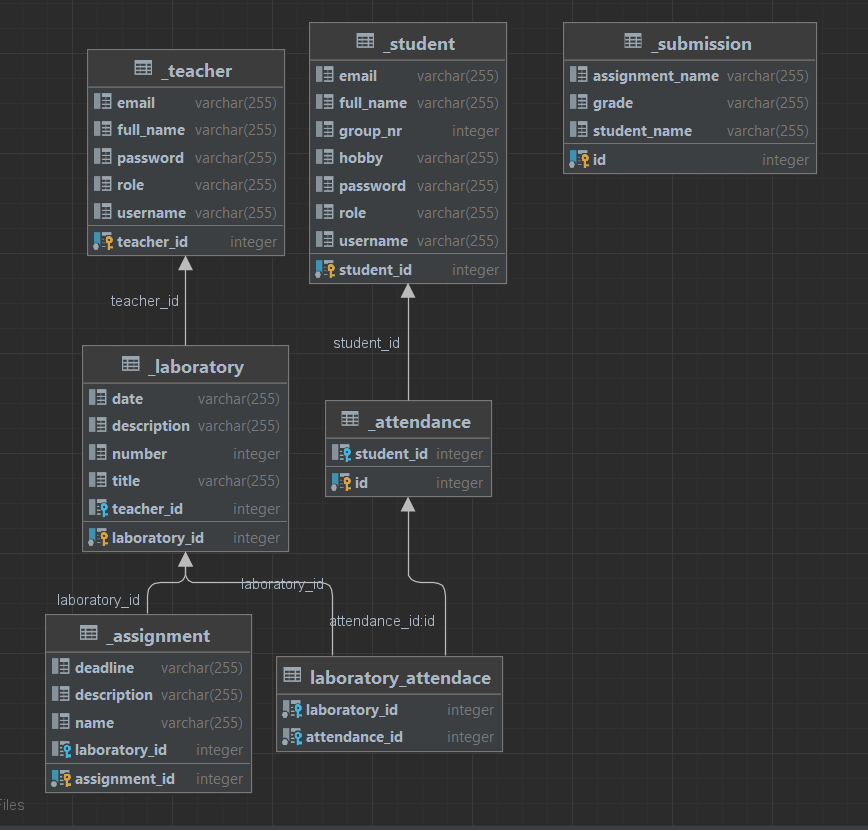 _teacher
email varchar(255)
full_name varchar(255)
password varchar(255)
role varchar(255)
username varchar(255)
teacher_id integer
_student
email varchar(255)
full_name varchar(255)
group_nr integer
hobby varchar(255)
password varchar(255)
role varchar(255)
username varchar(255)
student_id integer
_submission
assignment_name varchar(255)
grade varchar(255)
student_name varchar(255)
id integer
teacher_id
student_id
_laboratory
date varchar(255)
description varchar(255)
number integer
title varchar(255)
teacher_id integer
laboratory_id integer
_attendance
student_id integer
id integer
laboratory_id
laboratory_id
attendance_id:id
_assignment
deadline varchar(255)
description varchar(255)
name varchar(255)
laboratory_id integer
assignment_id integer
laboratory_attendace
laboratory_id integer
attendance_id integer
Files